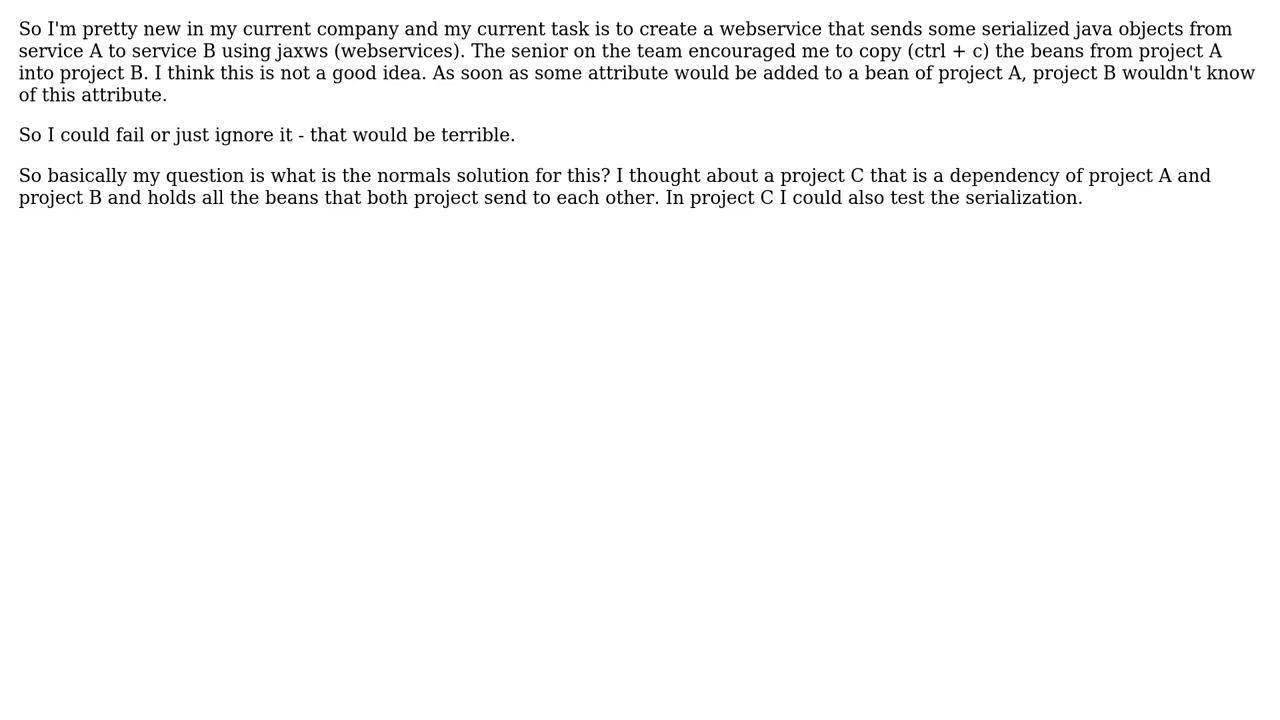 So I'm pretty new in my current company and my current task is to create a webservice that sends some serialized java objects from
service A to service B using jaxws (webservices). The senior on the team encouraged me to copy (ctrl + c) the beans from project A
into project B. I think this is not a good idea. As soon as some attribute would be added to a bean of project A, project B wouldn't know
of this attribute.
So I could fail or just ignore it - that would be terrible.
So basically my question is what is the normals solution for this? I thought about a project C that is a dependency of project A and
project B and holds all the beans that both project send to each other. In project C I could also test the serialization.